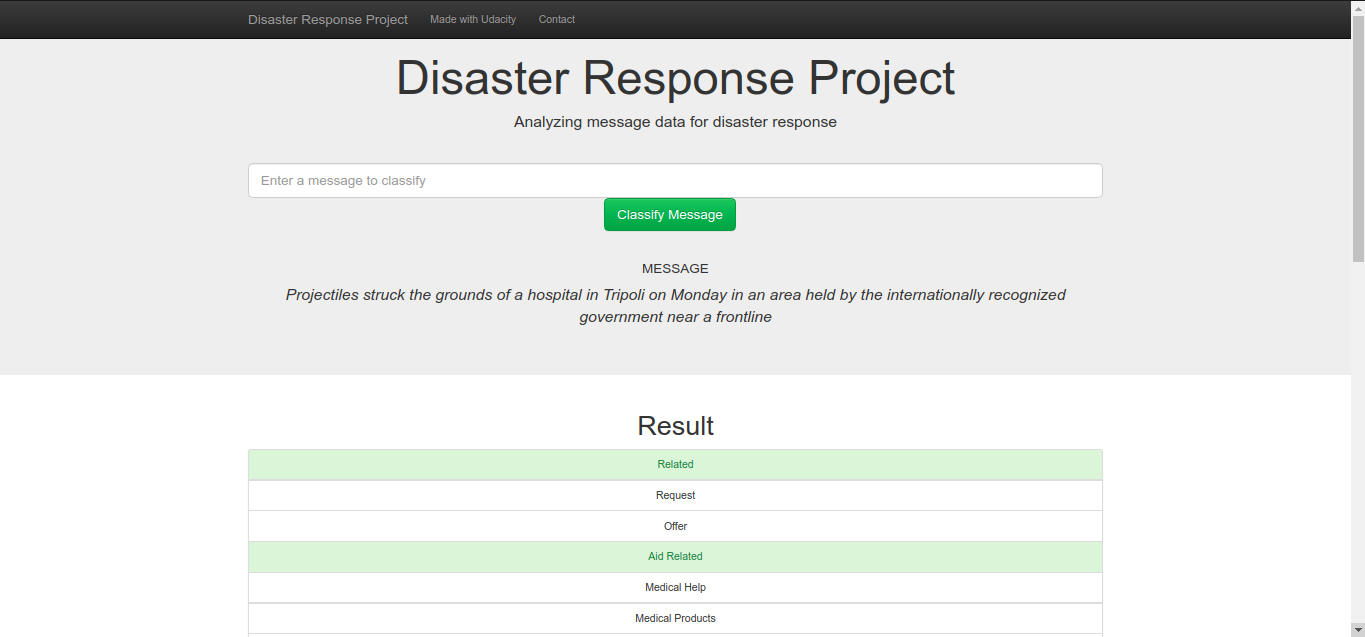 Disaster Response Project Made with Udacity Contact
Disaster Response Project
Analyzing message data for disaster response
Enter a message to classify
Classify Message
MESSAGE
Projectiles struck the grounds of a hospital in Tripoli on Monday in an area held by the internationally recognized
government near a frontline
Result
Related
Request
Offer
Aid Related
Medical Help
Medical Products